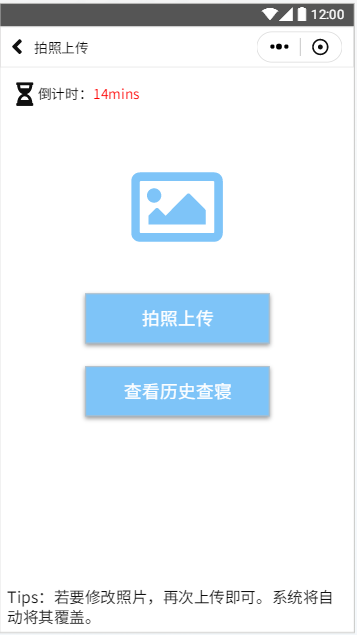 12:00
拍照上传
倒计时：14mins
拍照上传
查看历史查寝
Tips：若要修改照片，再次上传即可。系统将自
动将其覆盖。